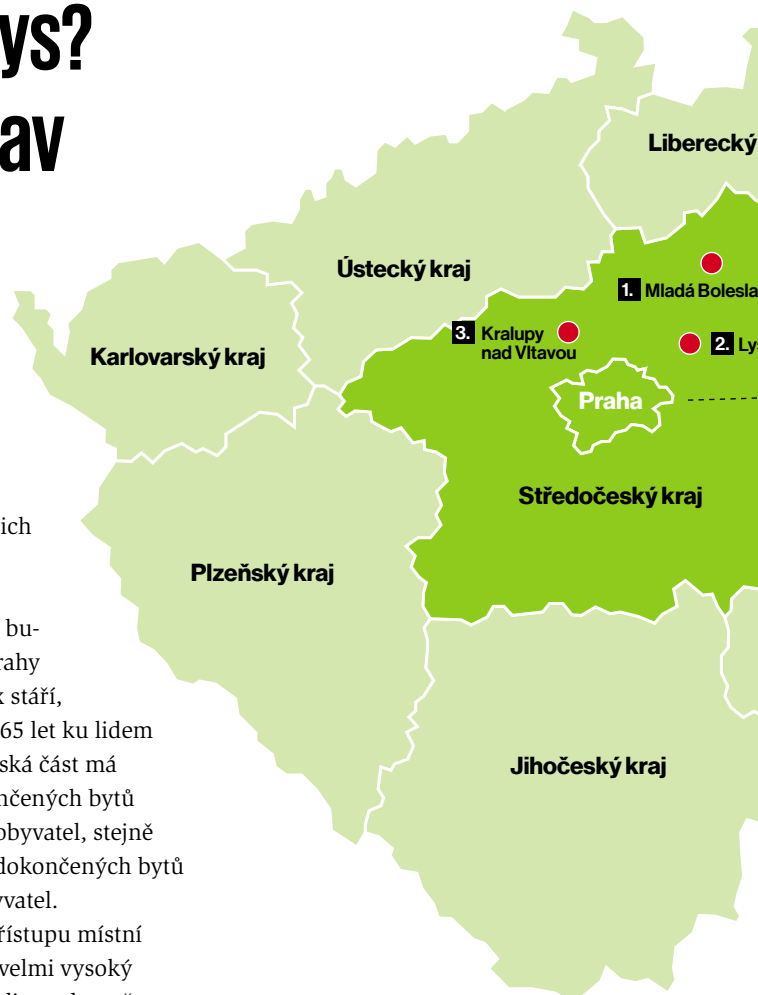 ys?
av
Liberecký
Ústecký kraj
1. Mladá Bolesla
3. Kralupy
nad Vltavou
2. Lys
Karlovarský kraj
Praha
Středočeský kraj
Plzeňský kraj
Jihočeský kraj
ich
bu-
rahy
x stáří,
65 let ku lidem
ská část má
nčených bytů
obyvatel, stejně
dokončených bytů
vatel.
řístupu místní
velmi vysoký